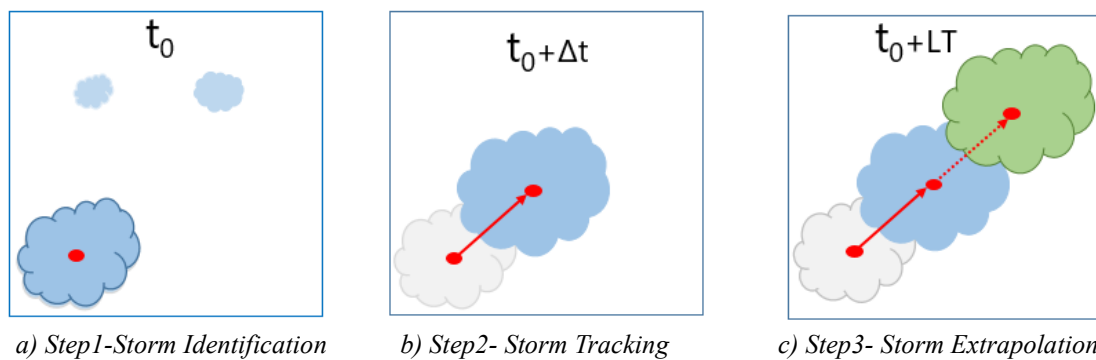 t₀
t₀+Δt
t₀+LT
a) Step1-Storm Identification
b) Step2- Storm Tracking
c) Step3- Storm Extrapolation